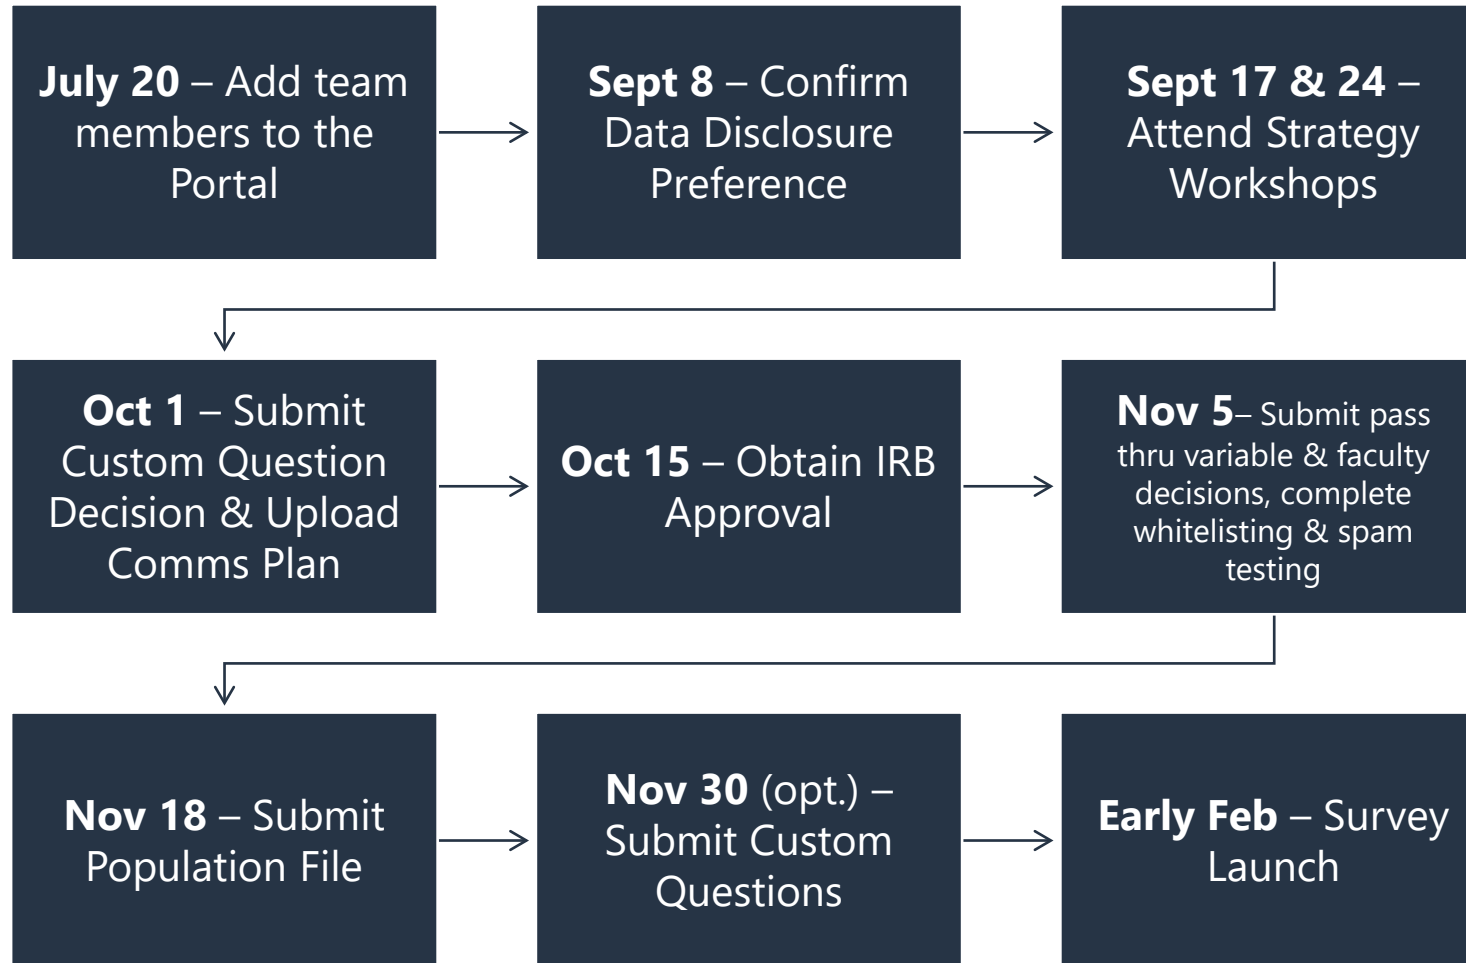 July 20 – Add team
members to the
Portal
Sept 8 – Confirm
Data Disclosure
Preference
Sept 17 & 24 –
Attend Strategy
Workshops
Oct 1 – Submit
Custom Question
Decision & Upload
Comms Plan
Oct 15 – Obtain IRB
Approval
Nov 5– Submit pass
thru variable & faculty
decisions, complete
whitelisting & spam
testing
Nov 18 – Submit
Population File
Nov 30 (opt.) –
Submit Custom
Questions
Early Feb – Survey
Launch